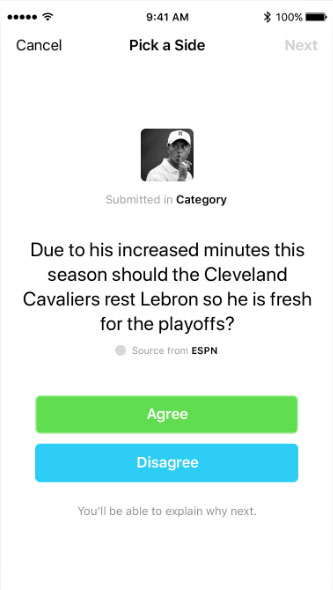 9:41 AM 100%
Cancel Pick a Side Next
Submitted in Category
Due to his increased minutes this
season should the Cleveland
Cavaliers rest Lebron so he is fresh
for the playoffs?
Source from ESPN
Agree
Disagree
You'll be able to explain why next.